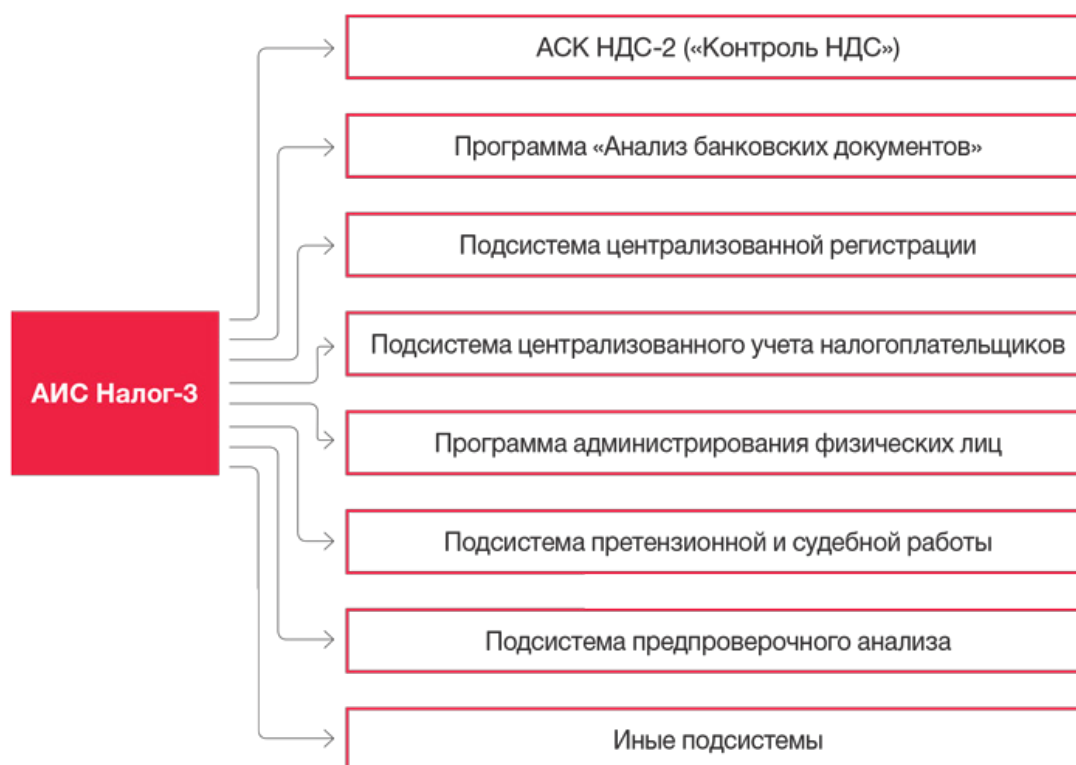 АСК НДС-2 («Контроль НДС»)
Программа «Анализ банковских документов»
Подсистема централизованной регистрации
Подсистема централизованного учета налогоплательщиков
АИС Налог-3
Программа администрирования физических лиц
Подсистема претензионной и судебной работы
Подсистема предпроверочного анализа
Иные подсистемы